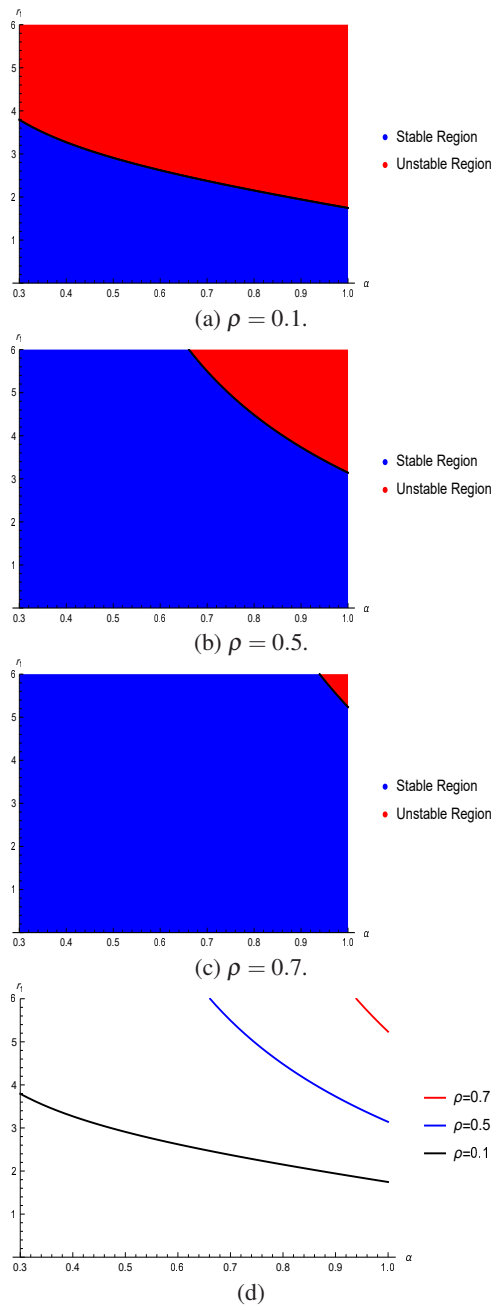 r₁
6
5
4
3
2
1
0.3 0.4 0.5 0.6 0.7 0.8 0.9 1.0 α
Stable Region
Unstable Region
(a) ρ = 0.1.
r₁
6
5
4
3
2
1
0.3 0.4 0.5 0.6 0.7 0.8 0.9 1.0 α
Stable Region
Unstable Region
(b) ρ = 0.5.
r₁
6
5
4
3
2
1
0.3 0.4 0.5 0.6 0.7 0.8 0.9 1.0 α
Stable Region
Unstable Region
(c) ρ = 0.7.
r₁
6
5
4
3
2
1
0.3 0.4 0.5 0.6 0.7 0.8 0.9 1.0 α
ρ=0.7
ρ=0.5
ρ=0.1
(d)